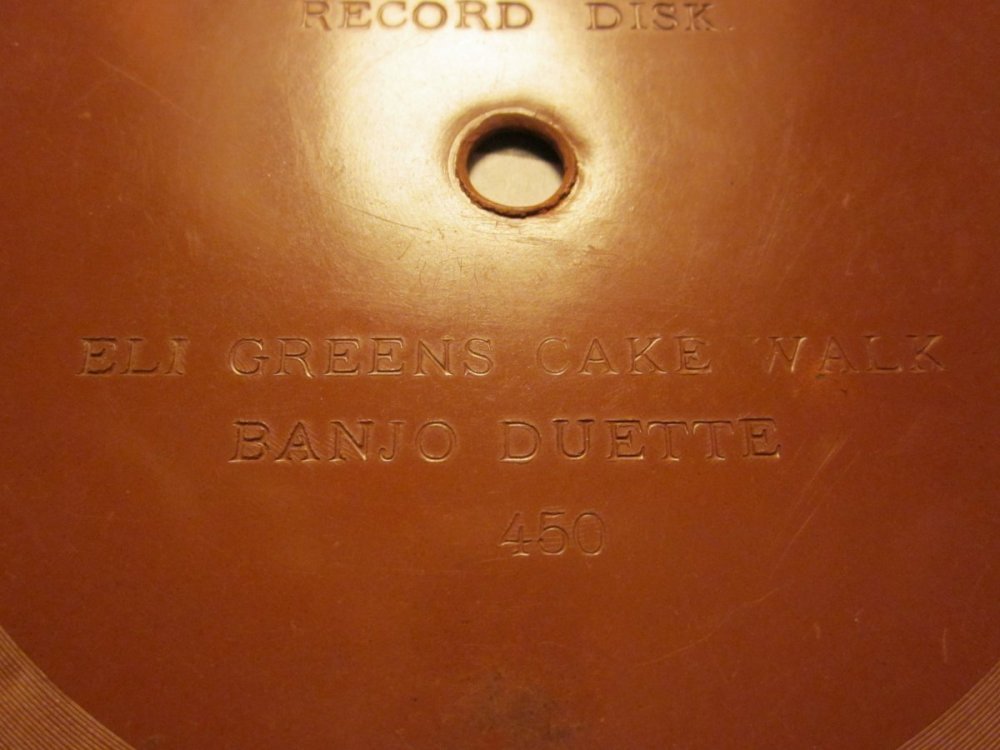 RECORD DISK.
ELI GREENS CAKE WALK
BANJO DUETTE
450